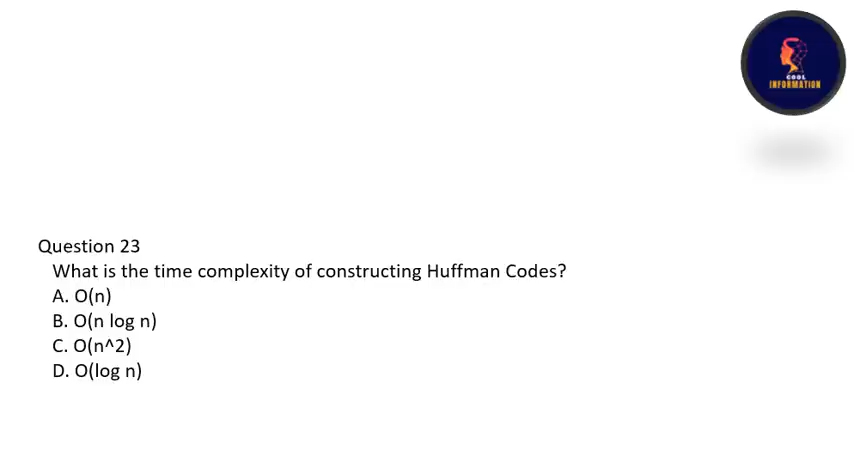 COOL
INFORMATION
Question 23
What is the time complexity of constructing Huffman Codes?
A. O(n)
B. O(n log n)
C. O(n^2)
D. O(log n)